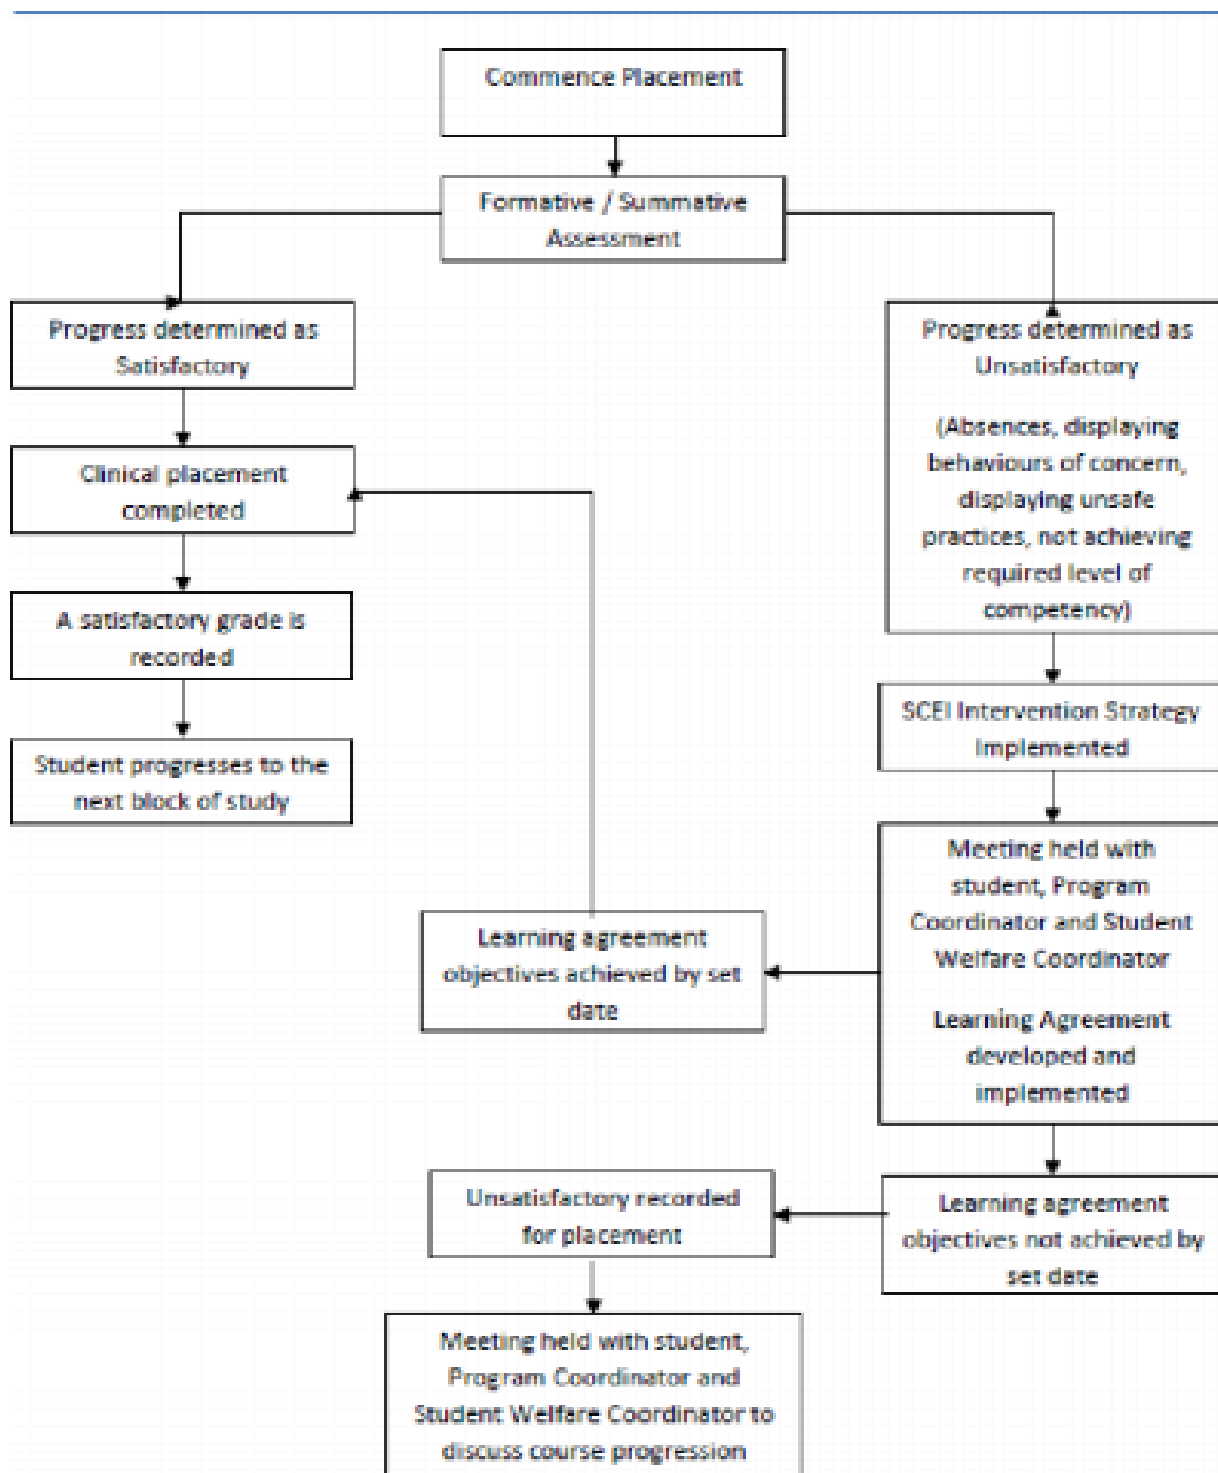 Commence Placement
Formative / Summative
Assessment
Progress determined as
Satisfactory
Clinical placement
completed
A satisfactory grade is
recorded
Student progresses to the
next block of study
Progress determined as
Unsatisfactory
(Absences, displaying
behaviours of concern,
displaying unsafe
practices, not achieving
required level of
competency)
SCEI Intervention Strategy
Implemented
Meeting held with
student, Program
Coordinator and Student
Welfare Coordinator
Learning Agreement
developed and
implemented
Learning agreement
objectives achieved by set
date
Learning agreement
objectives not achieved by
set date
Unsatisfactory recorded
for placement
Meeting held with student,
Program Coordinator and
Student Welfare Coordinator to
discuss course progression